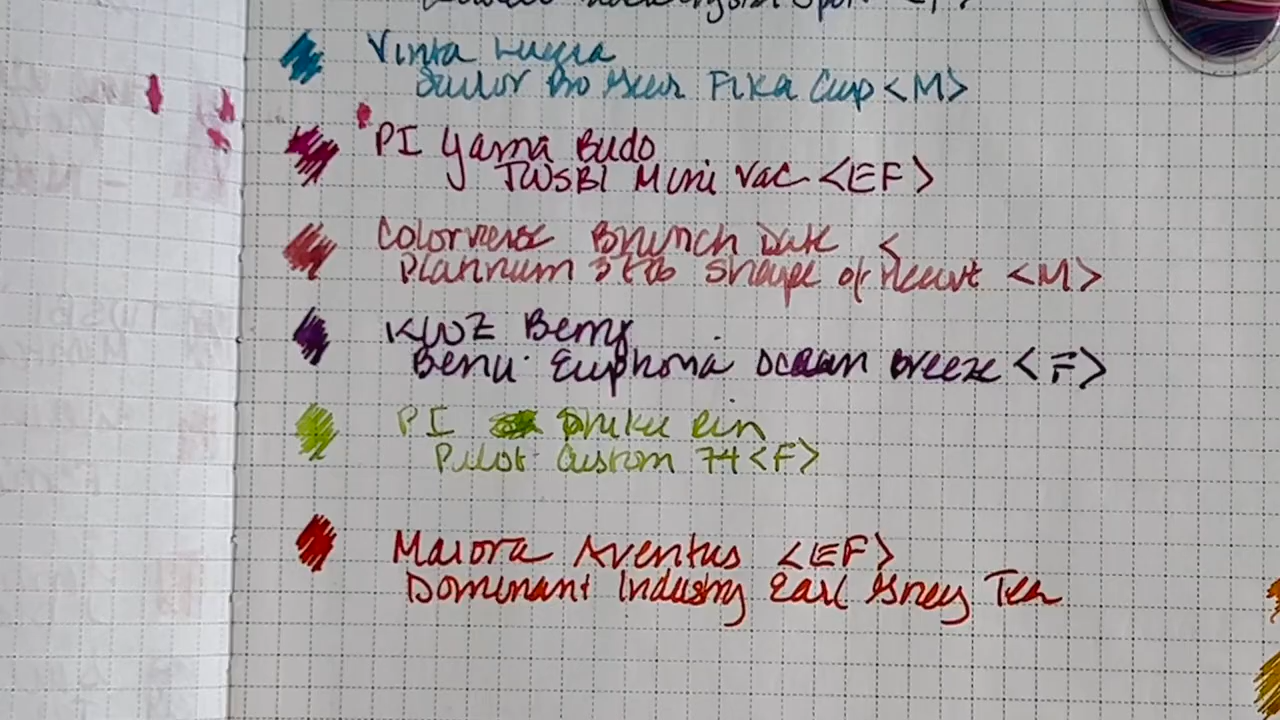 Vinta
Sailor Pro Gear Fika Cup <M>
PI Yama Budo
TWSBI Mini Vac <EF>
Colorverse Brunch Date <
Platinum 3776 Shape of Heart <M>
KWZ Berry
Benu Euphoria Ocean Breeze <F>
PI
Pilot Custom 74 <F>
Maiora Aventus <EF>
Dominant Industry Earl Grey Tea